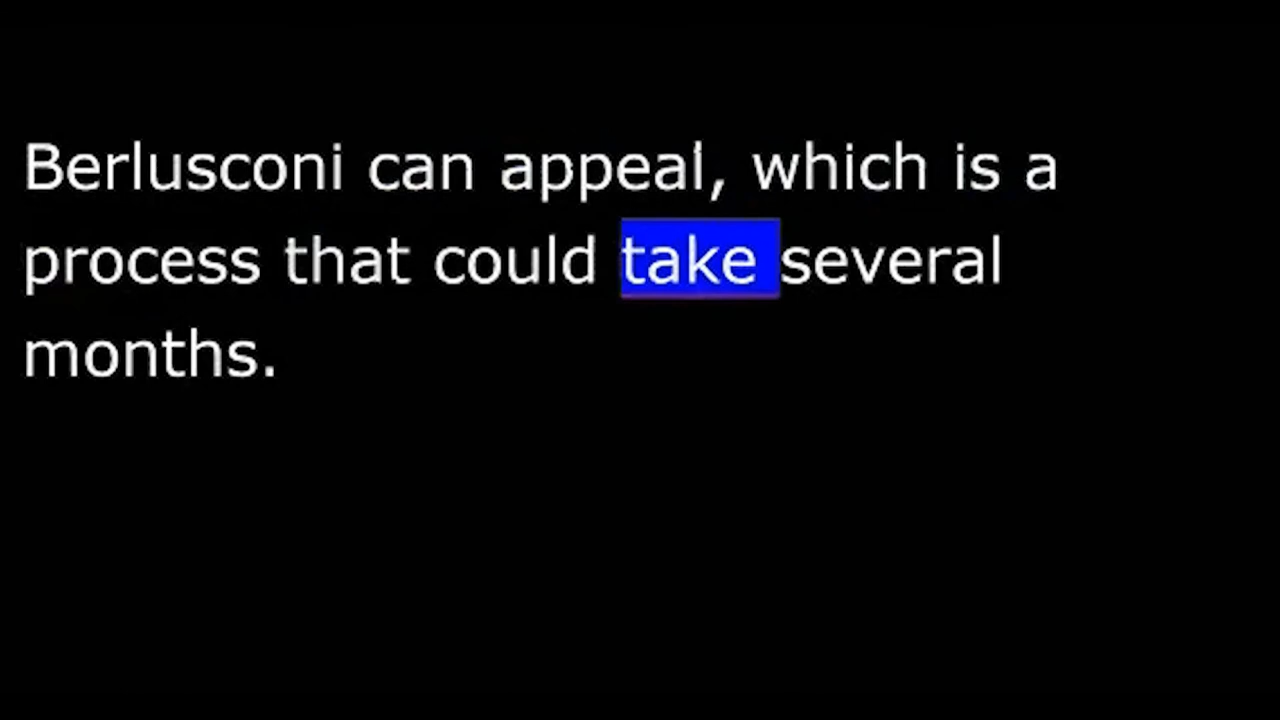 Berlusconi can appeal, which is a
process that could take several
months.